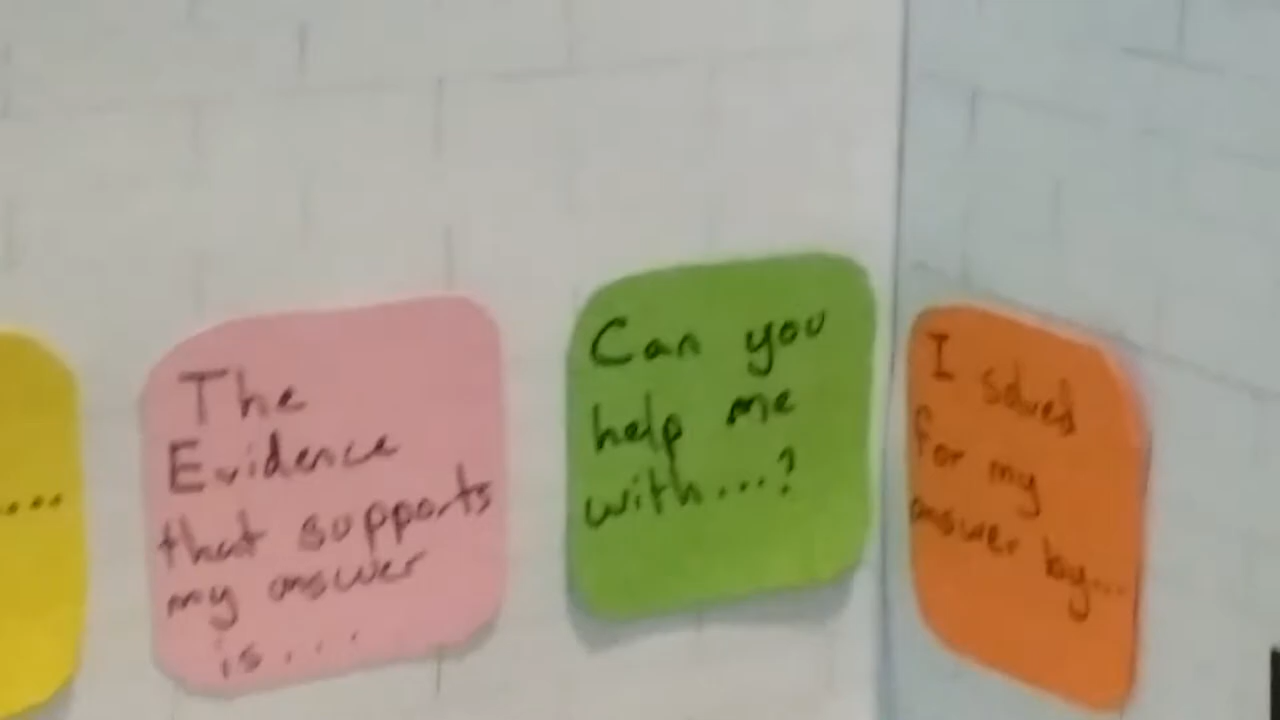 ....
The
Evidence
that supports
my answer
is...
Can you
help me
with...?
I solved
for my
answer by...